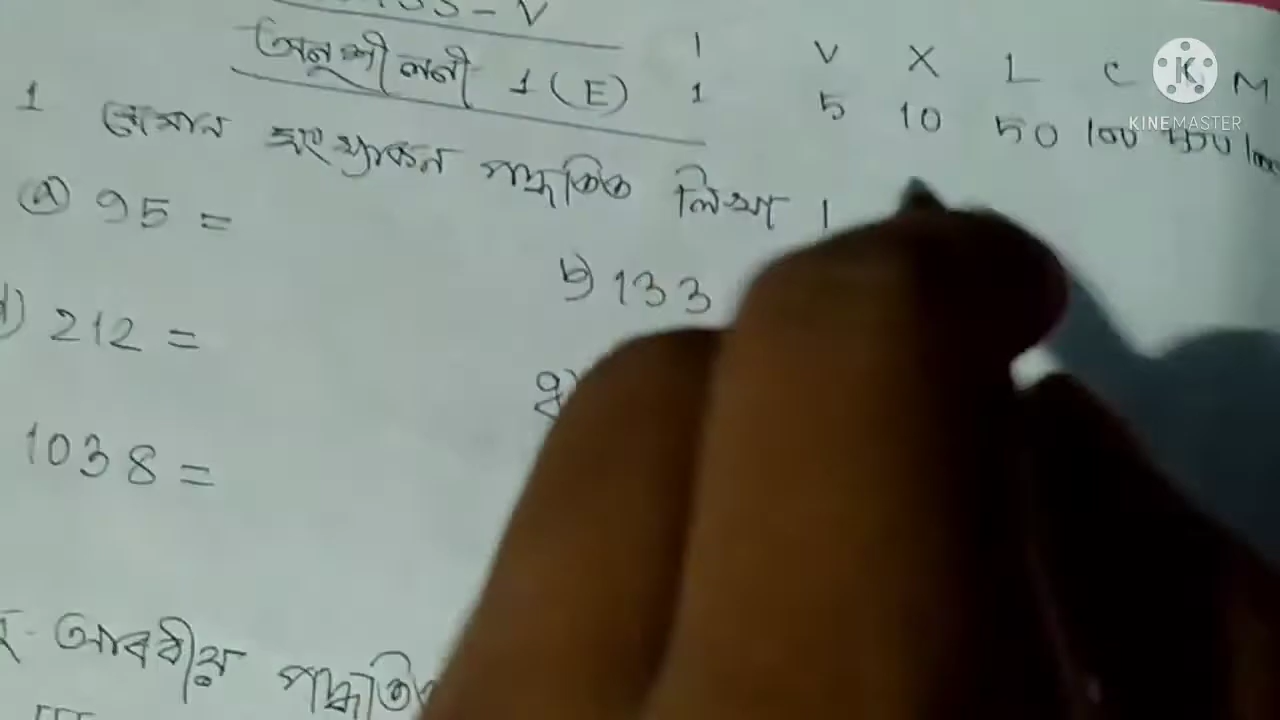 অনুশীলনী 1 (E)
I V X L C M
1 5 10 50 100
1 ৰোমান সংখ্যাকন পদ্ধতিত লিখা ।
a) 95 =
b) 133
212 =
1038 =
আৰবীয় পদ্ধতিত
KINEMASTER